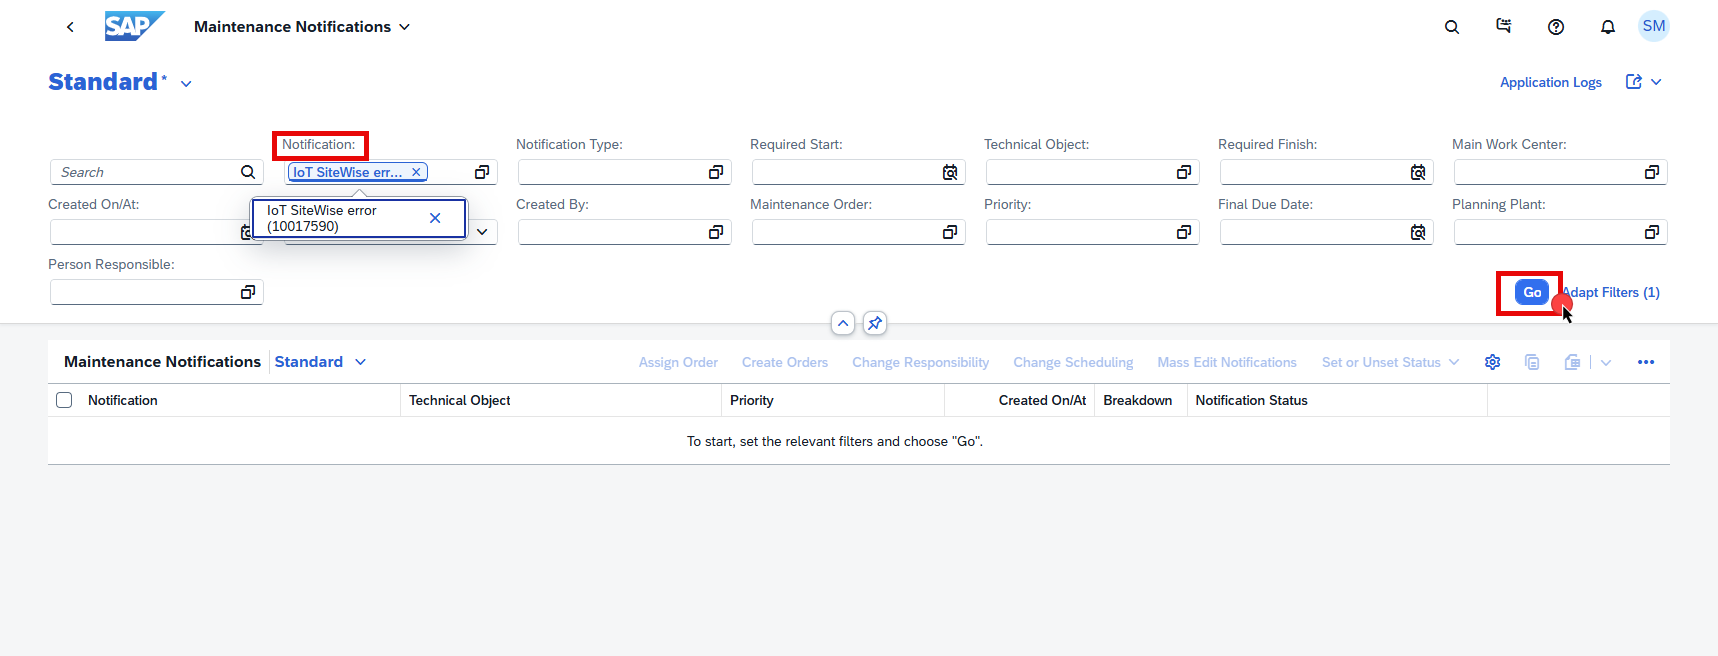 SAP Maintenance Notifications SM
Standard * Application Logs
Notification: Notification Type: Required Start: Technical Object: Required Finish: Main Work Center:
Search IoT SiteWise err...
Created On/At: IoT SiteWise error Created By: Maintenance Order: Priority: Final Due Date: Planning Plant:
(10017590)
Person Responsible:
Go Adapt Filters (1)
Maintenance Notifications Standard Assign Order Create Orders Change Responsibility Change Scheduling Mass Edit Notifications Set or Unset Status
Notification Technical Object Priority Created On/At Breakdown Notification Status
To start, set the relevant filters and choose "Go".